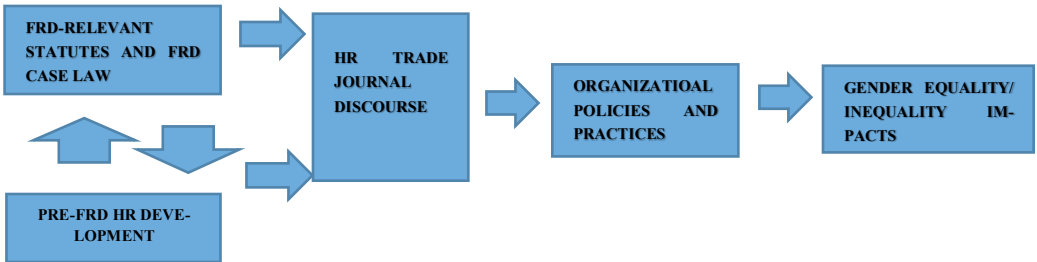 FRD-RELEVANT
STATUTES AND FRD
CASE LAW
HR TRADE
JOURNAL
DISCOURSE
ORGANIZATIOAL
POLICIES AND
PRACTICES
GENDER EQUALITY/
INEQUALITY IM-
PACTS
PRE-FRD HR DEVE-
LOPMENT